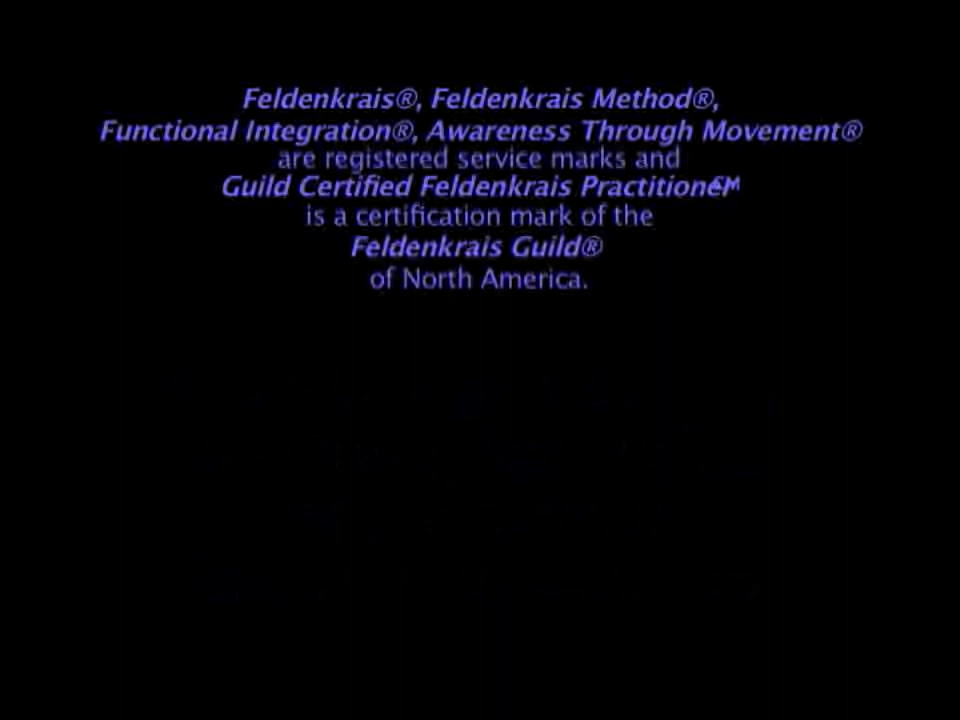 Feldenkrais®, Feldenkrais Method®,
Functional Integration®, Awareness Through Movement®
are registered service marks and
Guild Certified Feldenkrais Practitioner℠
is a certification mark of the
Feldenkrais Guild®
of North America.